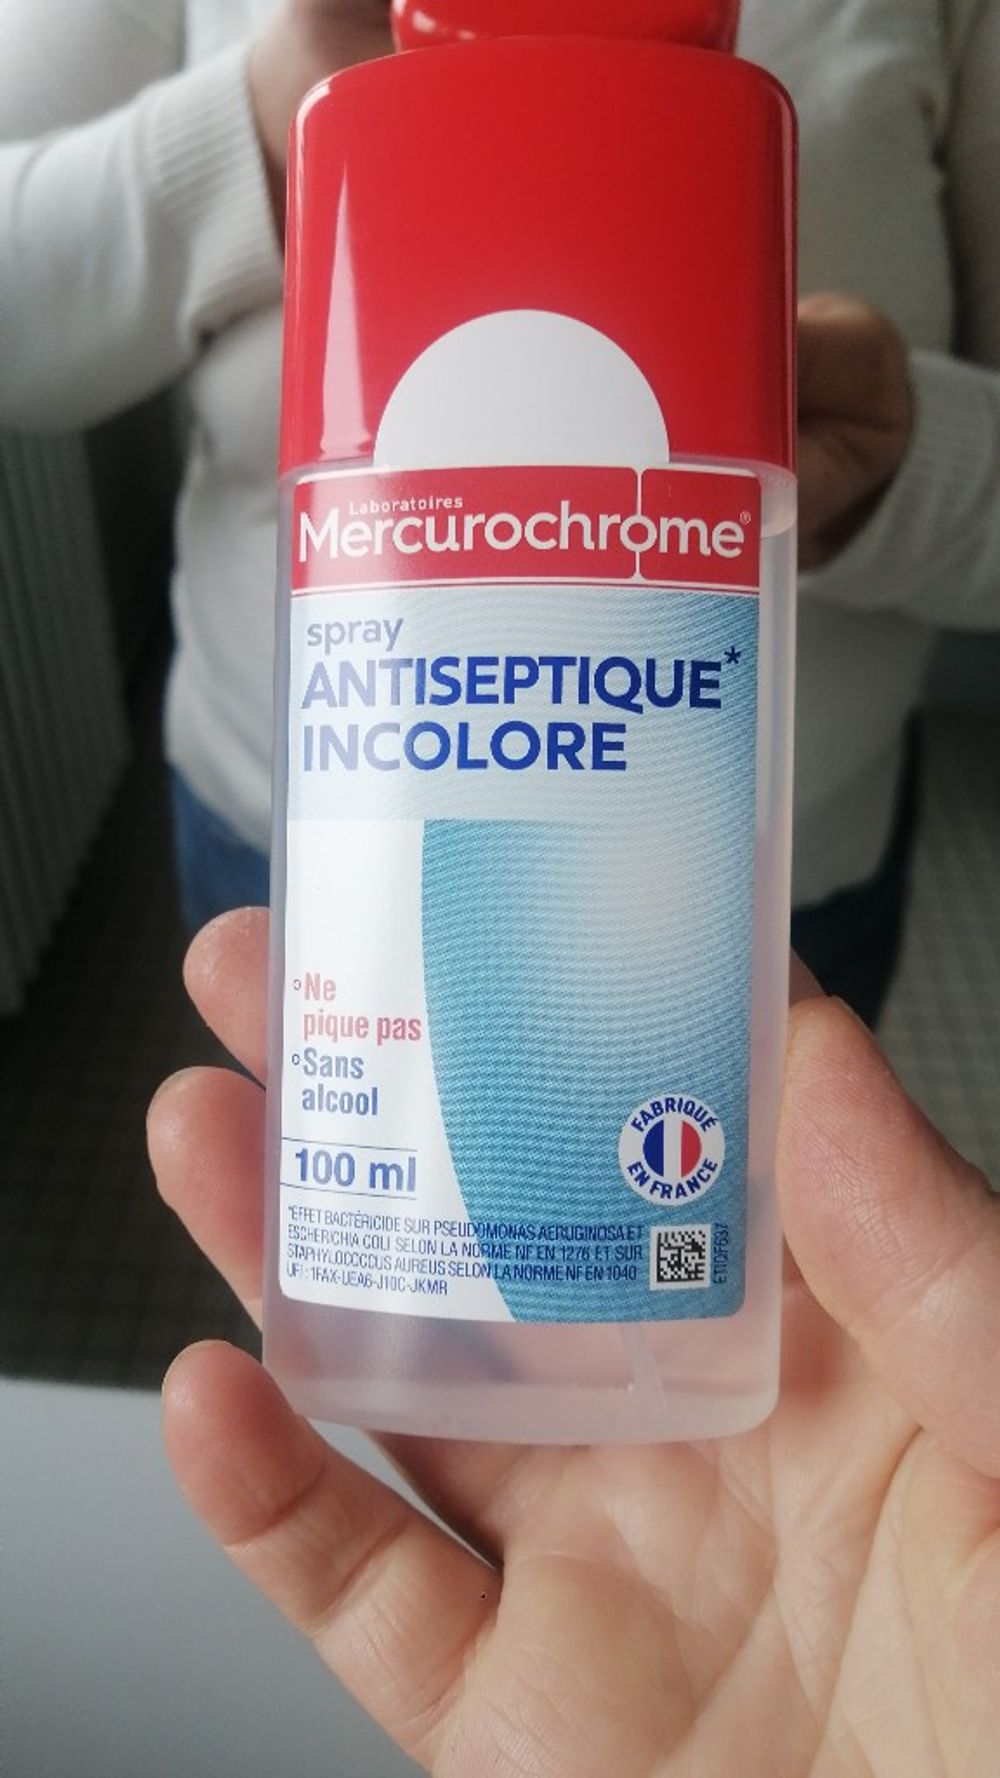 Laboratoires
Mercurochrome®
spray
ANTISEPTIQUE*
INCOLORE
°Ne
pique pas
°Sans
alcool
100 ml
FABRIQUÉ
EN FRANCE
*EFFET BACTÉRICIDE SUR PSEUDOMONAS AERUGINOSA ET
ESCHERICHIA COLI SELON LA NORME NF EN 1276 ET SUR
STAPHYLOCOCCUS AUREUS SELON LA NORME NF EN 1040
UFI : 1FAX-UEA6-J10C-JKMR